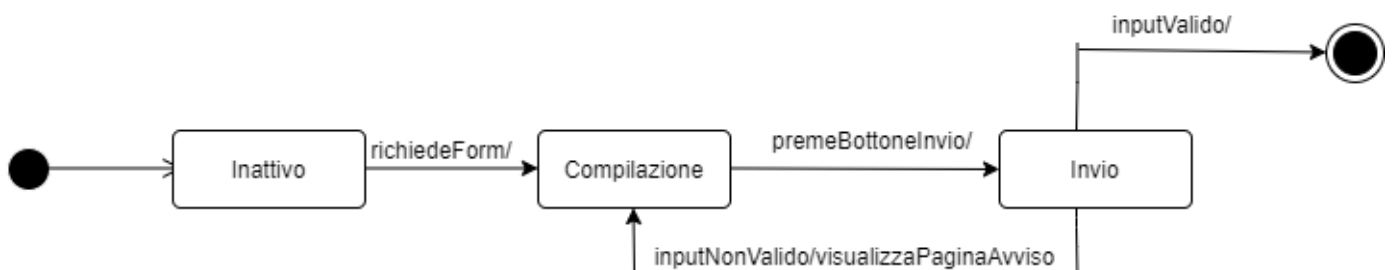 inputValido/
Inattivo
richiedeForm/
Compilazione
premeBottoneInvio/
Invio
inputNonValido/visualizzaPaginaAvviso